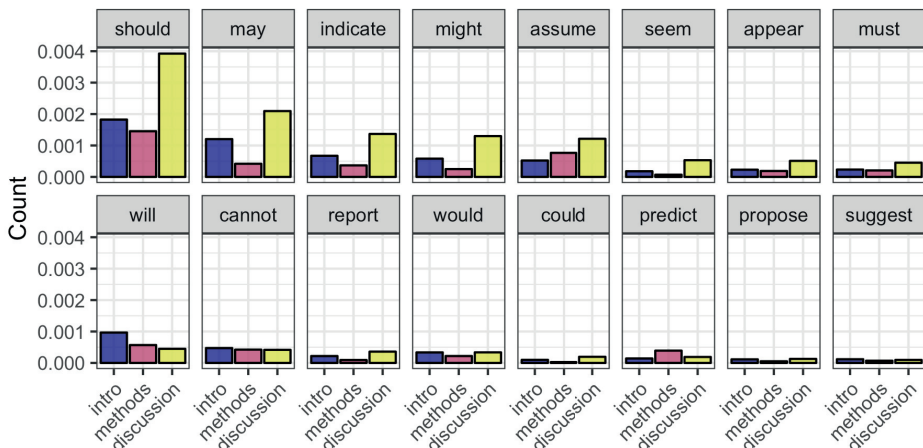 should may indicate might assume seem appear must
0.004
0.003
0.002
0.001
0.000
Count
will cannot report would could predict propose suggest
0.004
0.003
0.002
0.001
0.000
intro methods discussion intro methods discussion intro methods discussion intro methods discussion intro methods discussion intro methods discussion intro methods discussion intro methods discussion